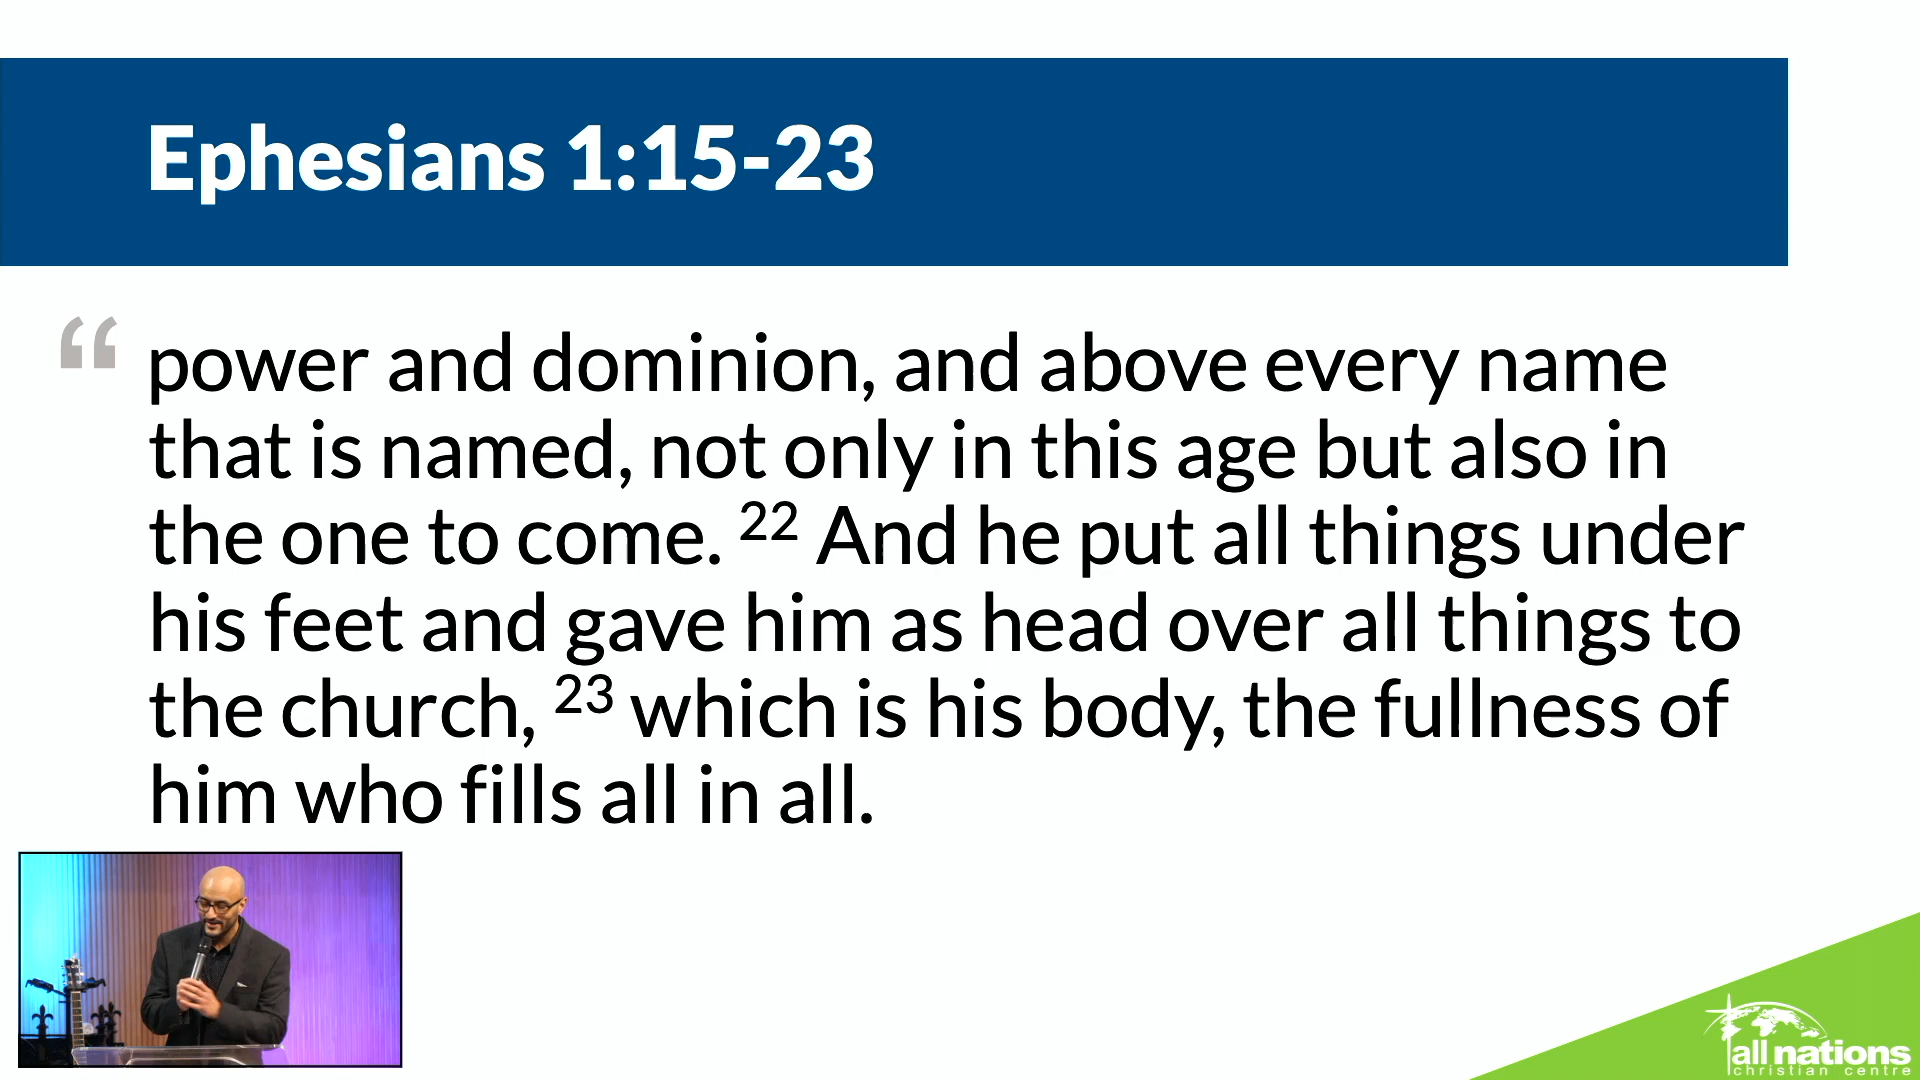 Ephesians 1:15-23
“ power and dominion, and above every name
that is named, not only in this age but also in
the one to come. 22 And he put all things under
his feet and gave him as head over all things to
the church, 23 which is his body, the fullness of
him who fills all in all.
all nations
christian centre